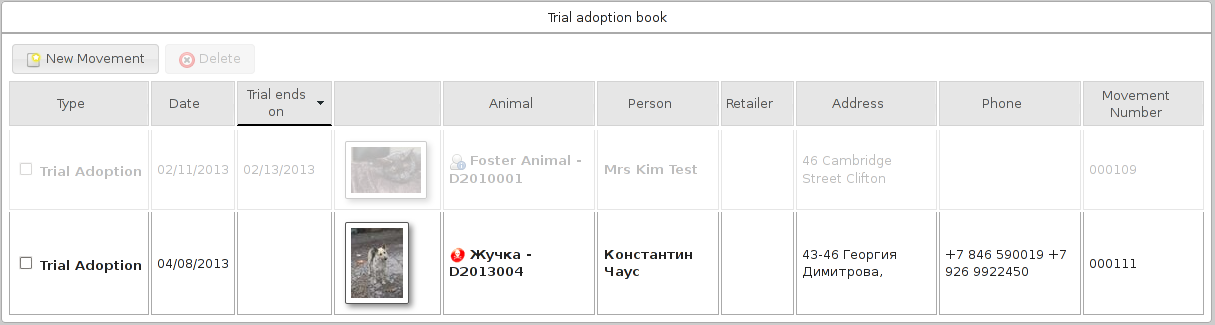 Trial adoption book
New Movement
Delete
Type
Date
Trial ends
on
Animal
Person
Retailer
Address
Phone
Movement
Number
Trial Adoption
02/11/2013
02/13/2013
Foster Animal -
D2010001
Mrs Kim Test
46 Cambridge
Street Clifton
000109
Trial Adoption
04/08/2013
Жучка -
D2013004
Константин
Чаус
43-46 Георгия
Димитрова,
+7 846 590019 +7
926 9922450
000111